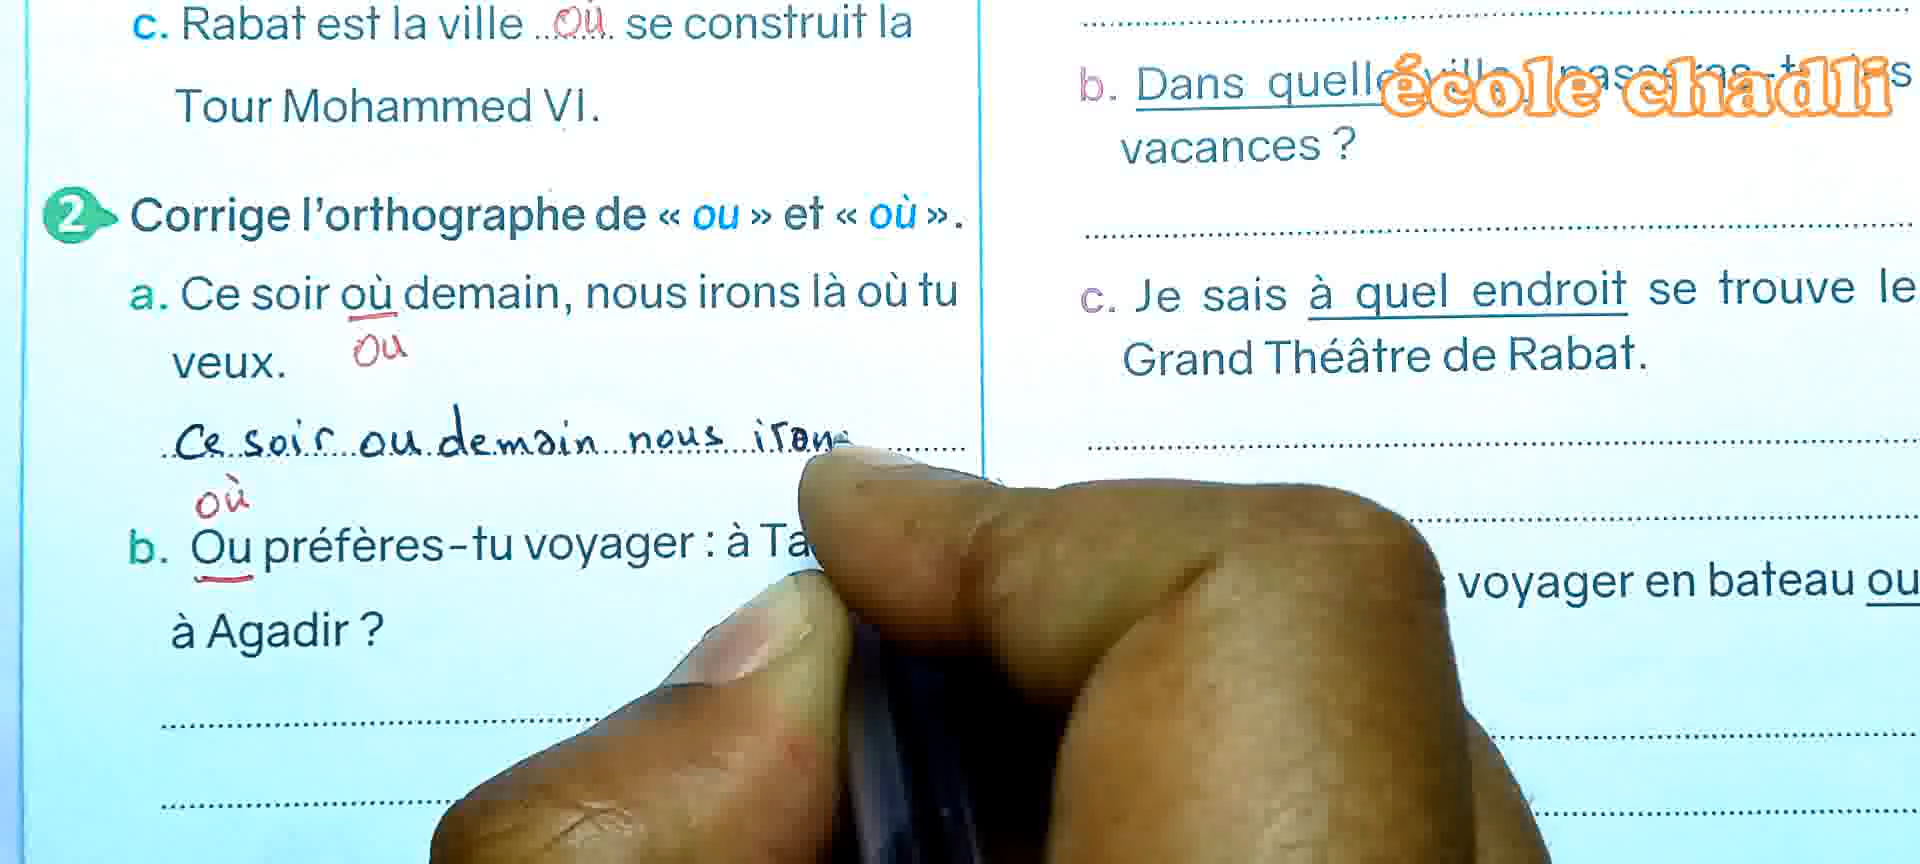 c. Rabat est la ville ..où.. se construit la
Tour Mohammed VI.
2 Corrige l'orthographe de « ou » et « où ».
a. Ce soir où demain, nous irons là où tu
veux. ou
Ce soir ou demain nous iron
où
b. Ou préfères-tu voyager : à Ta
à Agadir ?
école chadli
b. Dans quelle
vacances ?
c. Je sais à quel endroit se trouve le
Grand Théâtre de Rabat.
voyager en bateau ou